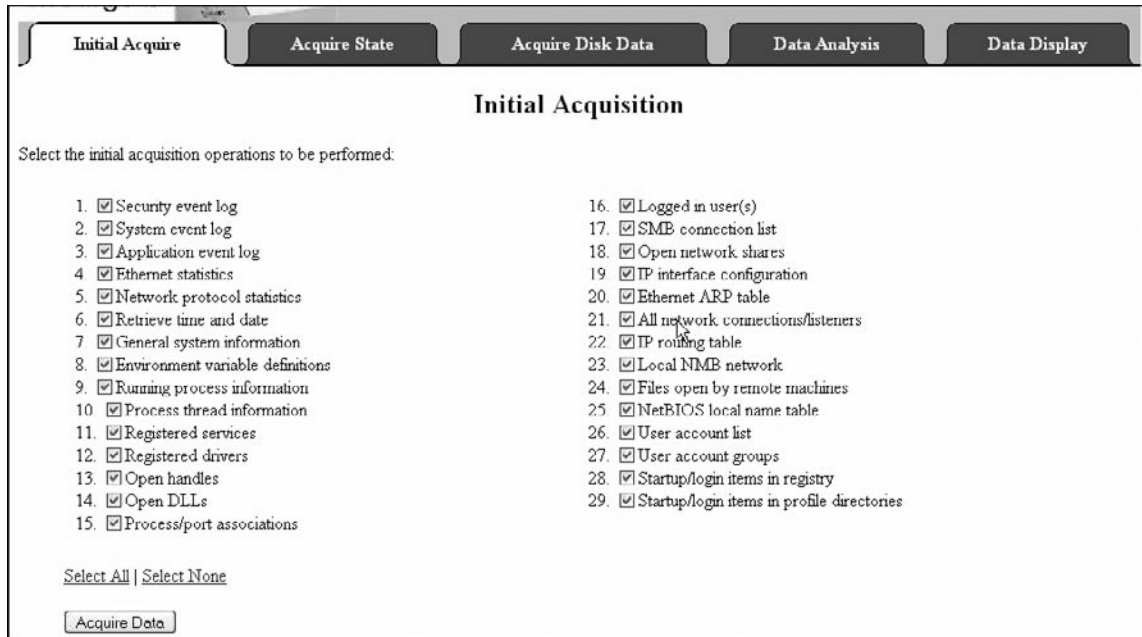 Initial Acquire
Acquire State
Acquire Disk Data
Data Analysis
Data Display
Initial Acquisition
Select the initial acquisition operations to be performed:
1. Security event log
2. System event log
3. Application event log
4 Ethernet statistics
5. Network protocol statistics
6. Retrieve time and date
7 General system information
8. Environment variable definitions
9. Running process information
10 Process thread information
11. Registered services
12. Registered drivers
13. Open handles
14. Open DLLs
15. Process/port associations
16. Logged in user(s)
17. SMB connection list
18. Open network shares
19 IP interface configuration
20. Ethernet ARP table
21. All network connections/listeners
22 IP routing table
23. Local NMB network
24. Files open by remote machines
25 NetBIOS local name table
26. User account list
27. User account groups
28. Startup/login items in registry
29. Startup/login items in profile directories
Select All | Select None
Acquire Data